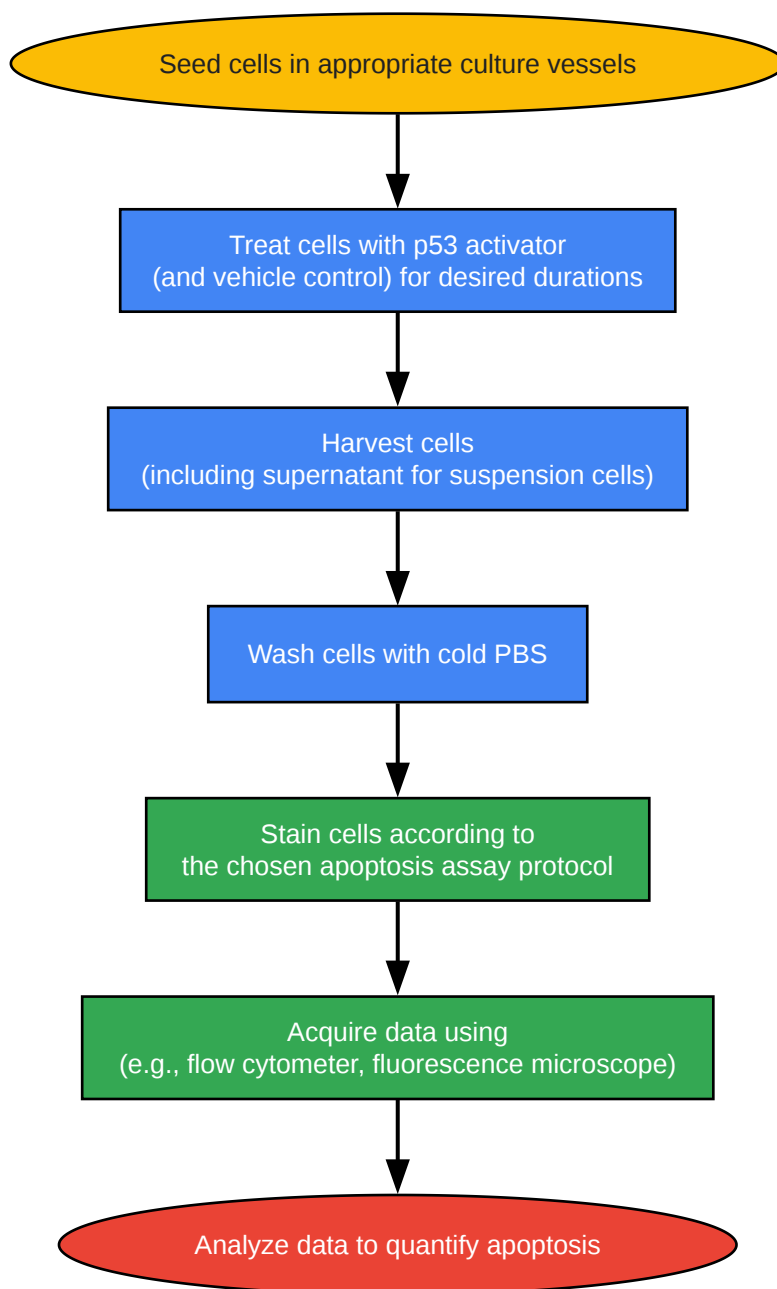 Seed cells in appropriate culture vessels
Treat cells with p53 activator
(and vehicle control) for desired durations
Harvest cells
(including supernatant for suspension cells)
Wash cells with cold PBS
Stain cells according to
the chosen apoptosis assay protocol
Acquire data using
(e.g., flow cytometer, fluorescence microscope)
Analyze data to quantify apoptosis